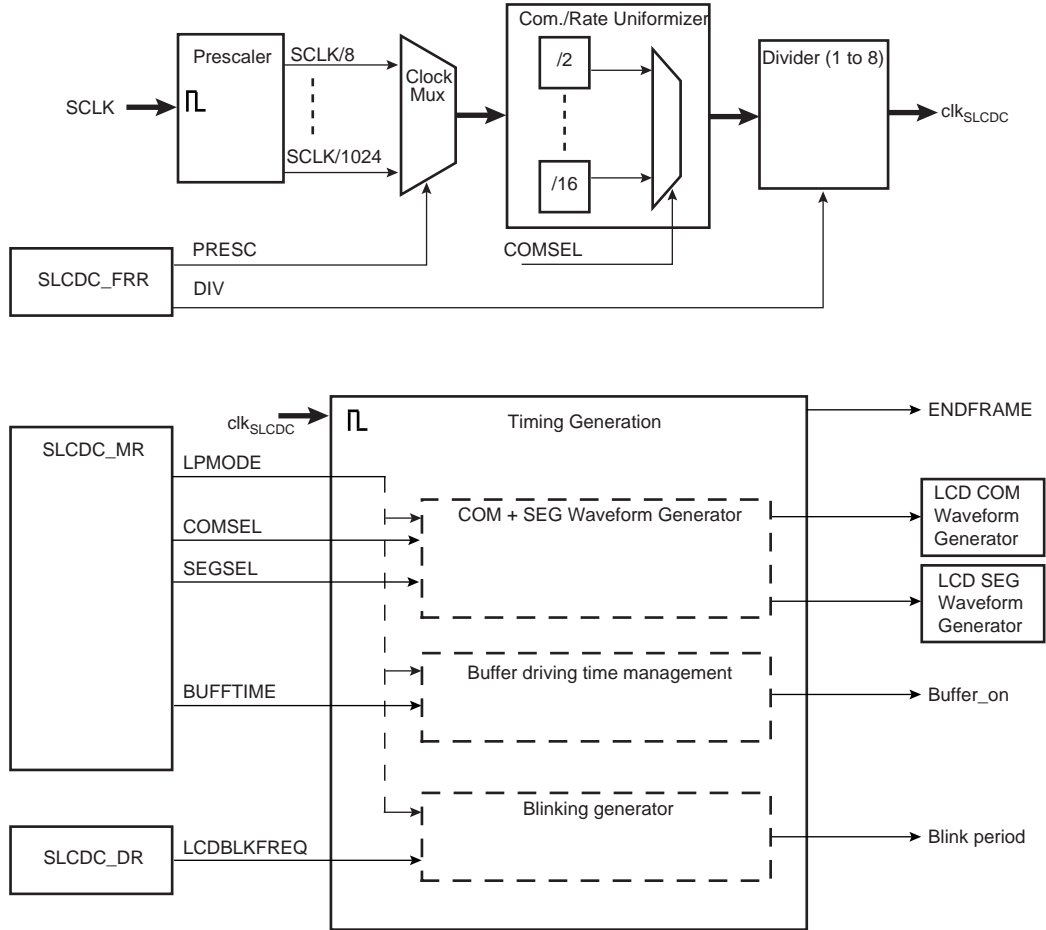 Com./Rate Uniformizer
Prescaler
SCLK/8
/2
Divider (1 to 8)
Clock
Mux
SCLK
clkSLCDC
SCLK/1024
/16
PRESC
COMSEL
SLCDC_FRR
DIV
clkSLCDC
Timing Generation
ENDFRAME
SLCDC_MR
LPMODE
LCD COM
Waveform
Generator
COM + SEG Waveform Generator
COMSEL
SEGSEL
LCD SEG
Waveform
Generator
Buffer driving time management
BUFFTIME
Buffer_on
Blinking generator
Blink period
SLCDC_DR
LCDBLKFREQ